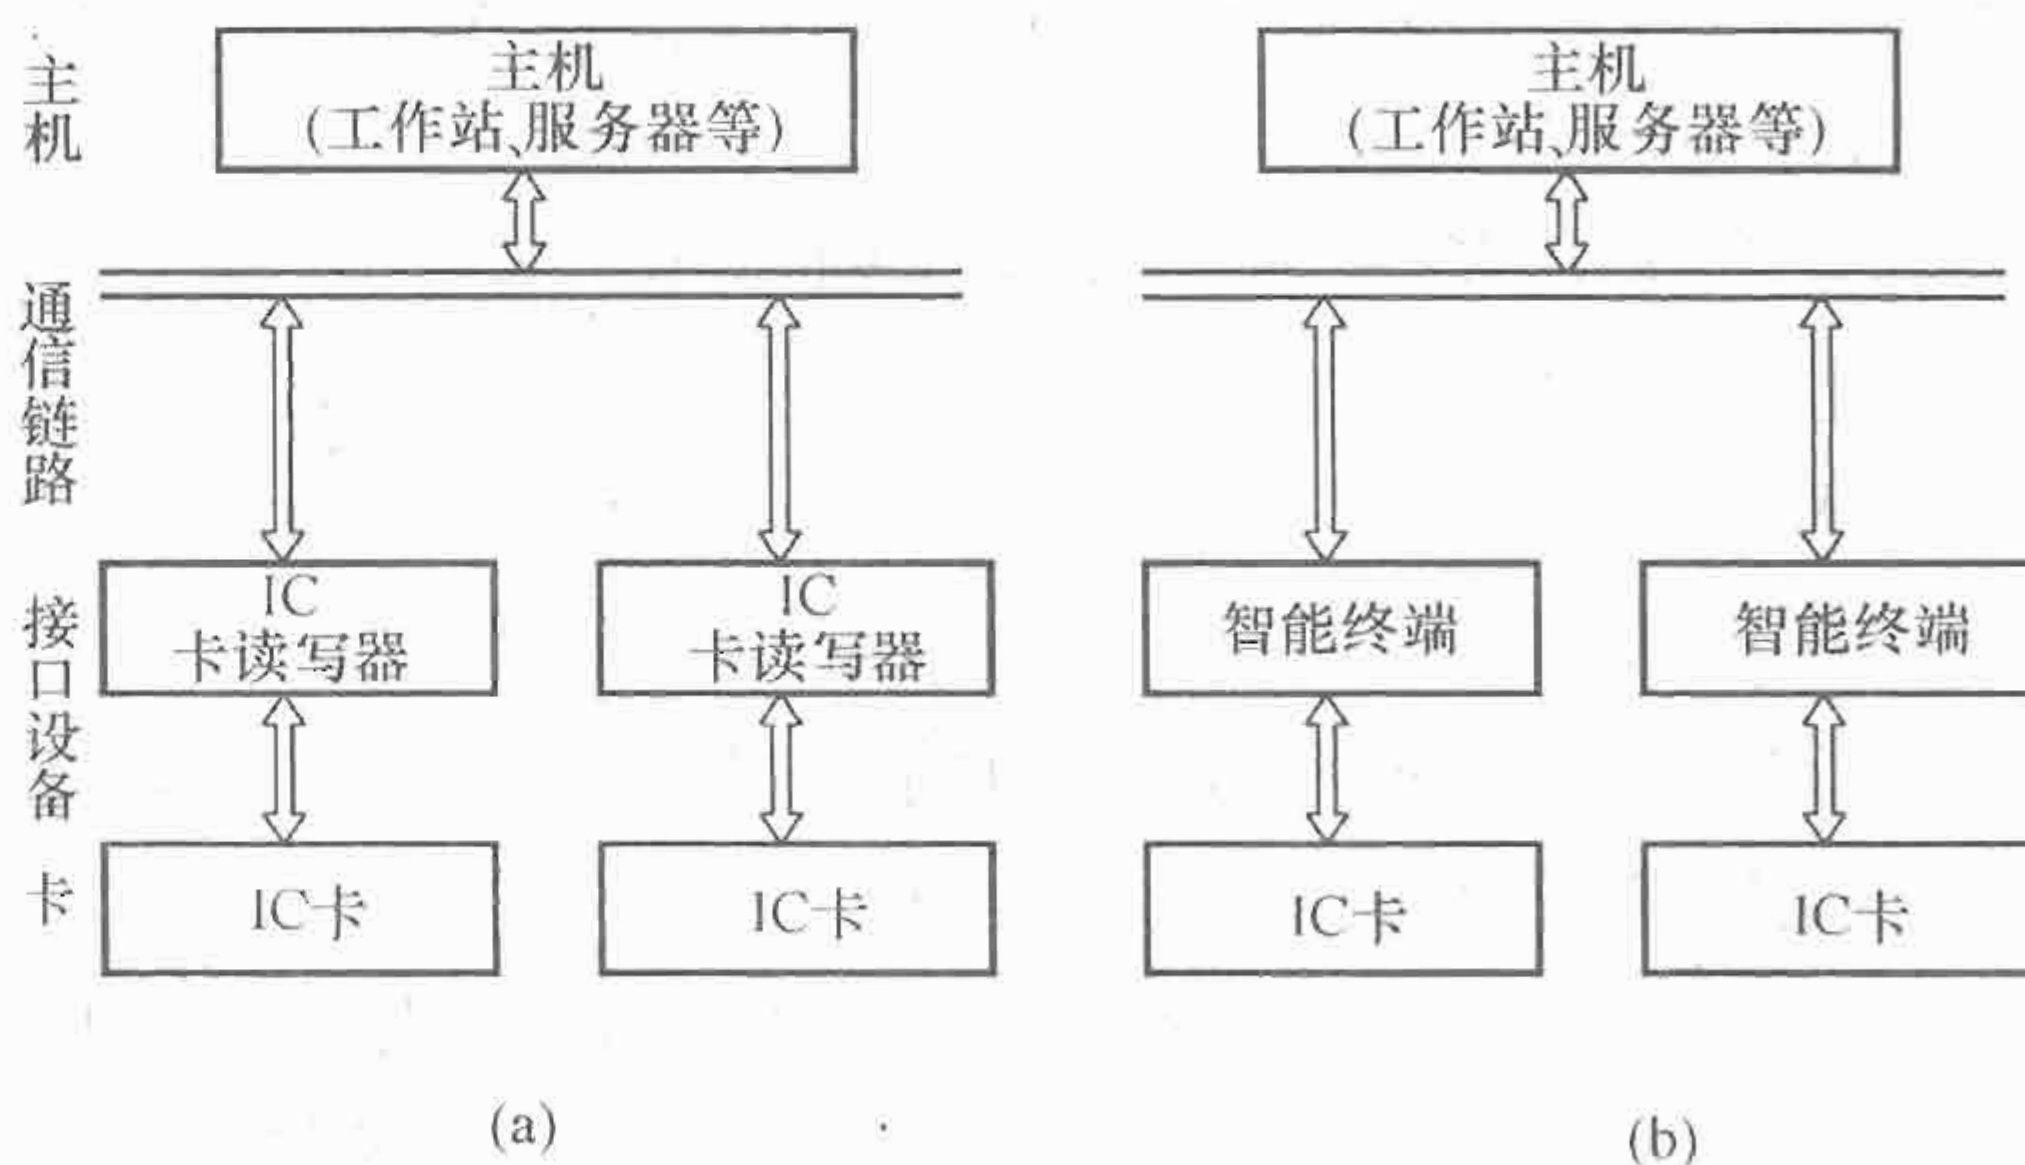 主机
主机
(工作站、服务器等)
主机
(工作站、服务器等)
通信链路
接口设备
IC
卡读写器
IC
卡读写器
智能终端
智能终端
卡
IC卡
IC卡
IC卡
IC卡
(a)
(b)